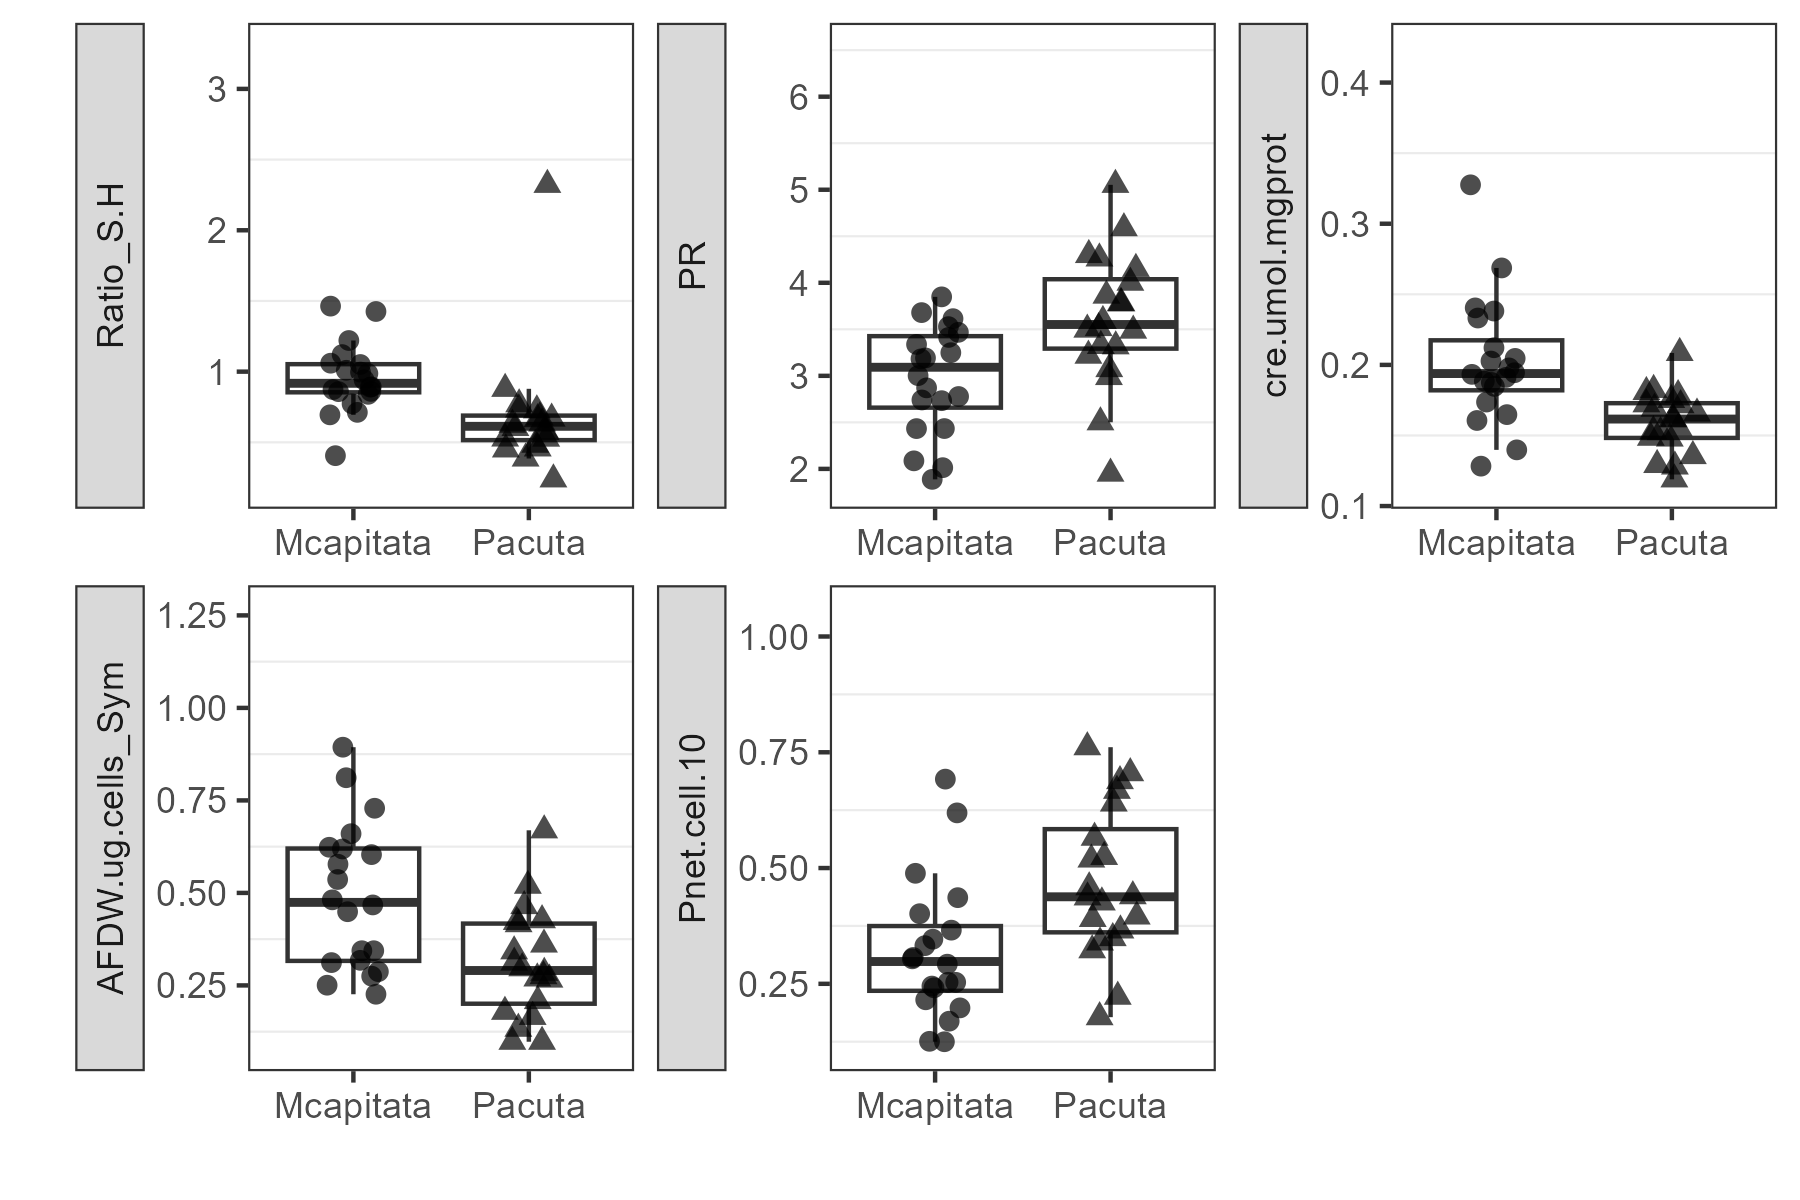 Ratio_S.H
3
2
1
Mcapitata Pacuta
PR
6
5
4
3
2
Mcapitata Pacuta
cre.umol.mgprot
0.4
0.3
0.2
0.1
Mcapitata Pacuta
AFDW.ug.cells_Sym
1.25
1.00
0.75
0.50
0.25
Mcapitata Pacuta
Pnet.cell.10
1.00
0.75
0.50
0.25
Mcapitata Pacuta